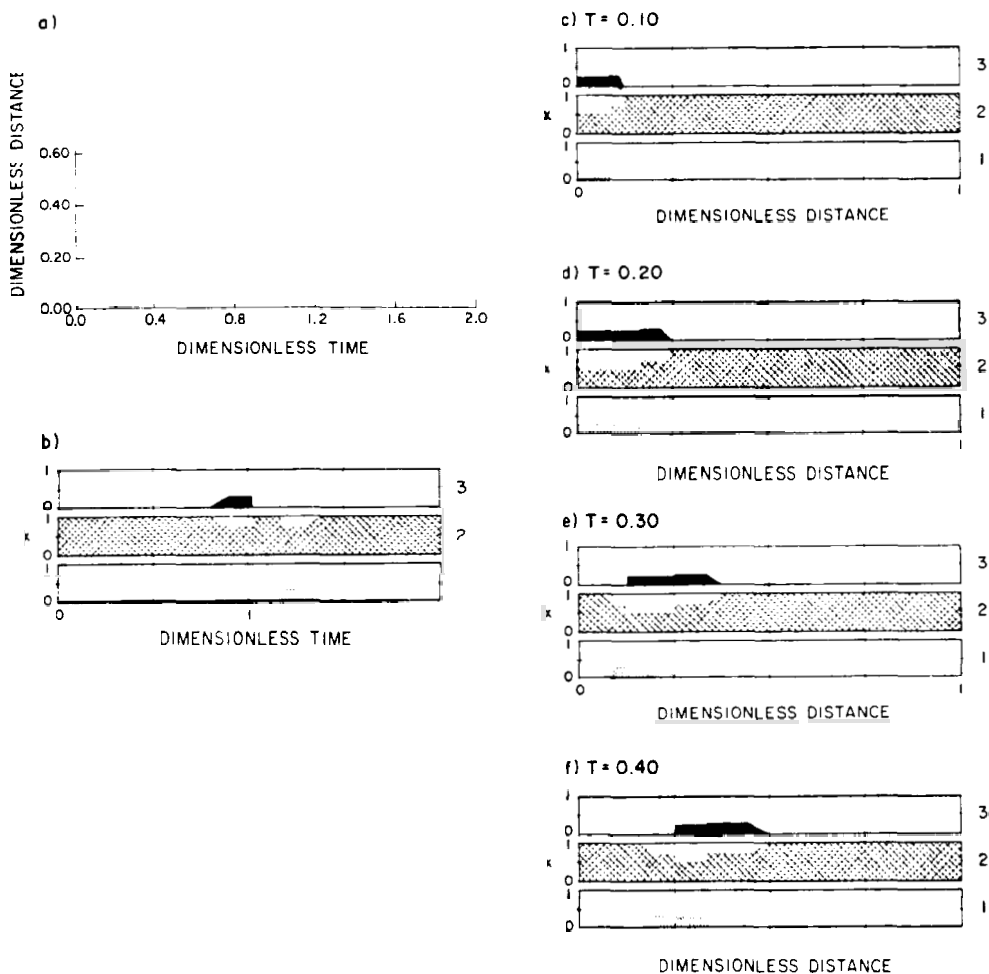 a)
DIMENSIONLESS DISTANCE
0.60
0.40
0.20
0.00
0.0 0.4 0.8 1.2 1.6 2.0
DIMENSIONLESS TIME
b)
1
0
3
x
1
0
2
1
0
0 1
DIMENSIONLESS TIME
c) T = 0.10
1
0
3
x
1
0
2
1
0
1
0 1
DIMENSIONLESS DISTANCE
d) T = 0.20
1
0
3
x
1
0
2
1
0
1
1
DIMENSIONLESS DISTANCE
e) T = 0.30
1
0
3
x
1
0
2
1
0
1
0 1
DIMENSIONLESS DISTANCE
f) T = 0.40
1
0
3
x
1
0
2
1
0
1
DIMENSIONLESS DISTANCE